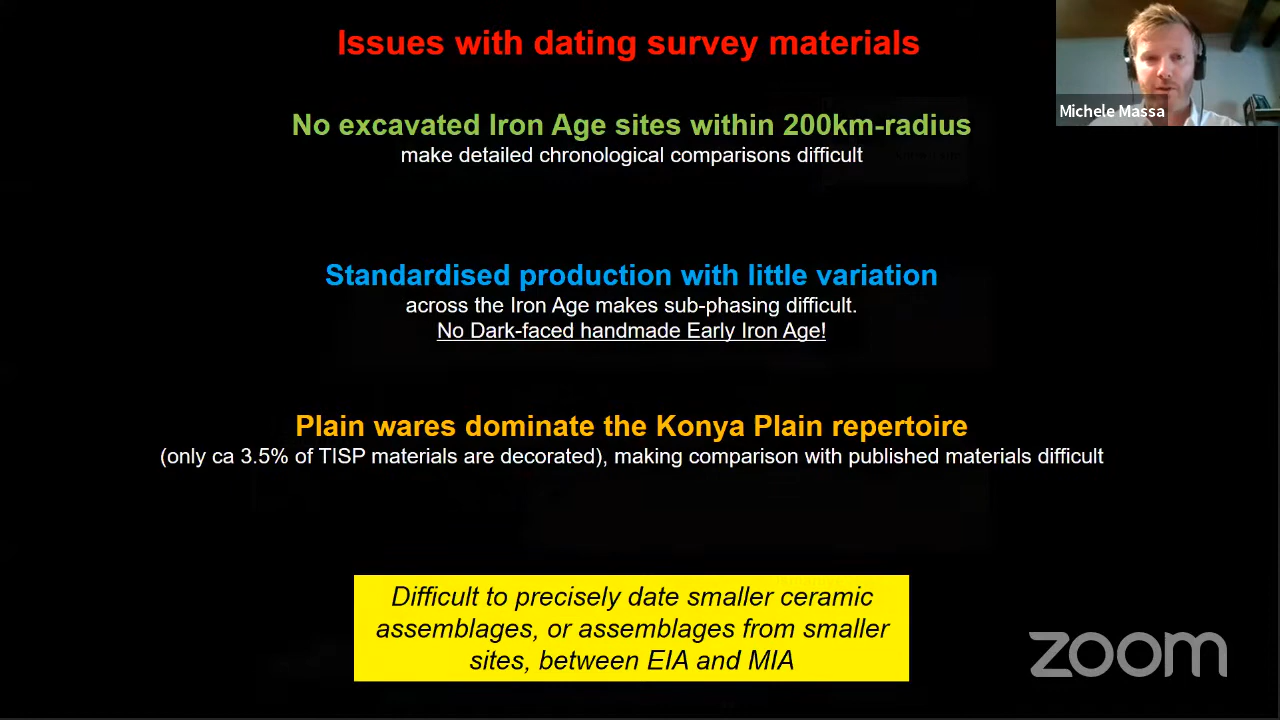 Issues with dating survey materials
Michele Massa
No excavated Iron Age sites within 200km-radius
make detailed chronological comparisons difficult
Standardised production with little variation
across the Iron Age makes sub-phasing difficult.
No Dark-faced handmade Early Iron Age!
Plain wares dominate the Konya Plain repertoire
(only ca 3.5% of TISP materials are decorated), making comparison with published materials difficult
Difficult to precisely date smaller ceramic
assemblages, or assemblages from smaller
sites, between EIA and MIA
zoom